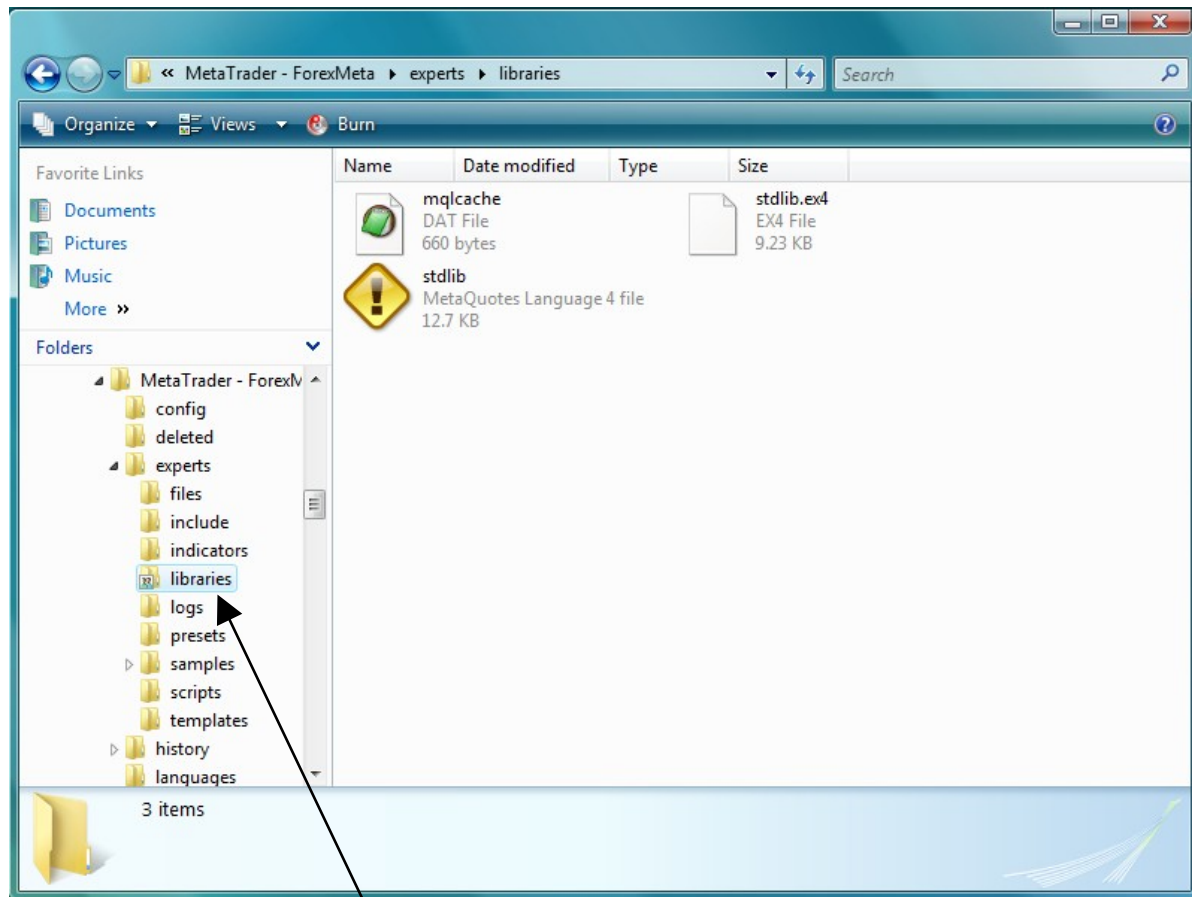 « MetaTrader - ForexMeta ▸ experts ▸ libraries
Search
Organize Views Burn
Favorite Links
Documents
Pictures
Music
More »
Folders
MetaTrader - ForexM
config
deleted
experts
files
include
indicators
libraries
logs
presets
samples
scripts
templates
history
languages
Name Date modified Type Size
mqlcache
DAT File
660 bytes
stdlib.ex4
EX4 File
9.23 KB
stdlib
MetaQuotes Language 4 file
12.7 KB
3 items